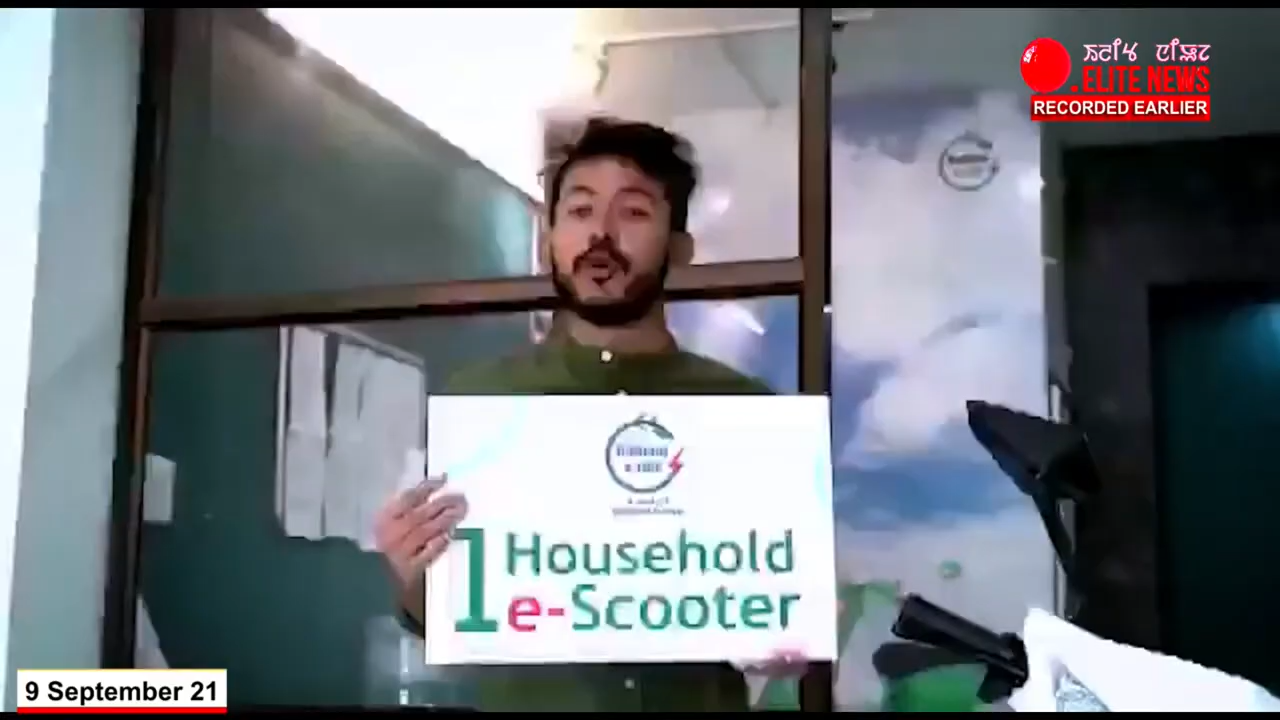 ELITE NEWS
RECORDED EARLIER
1 Household
e-Scooter
9 September 21